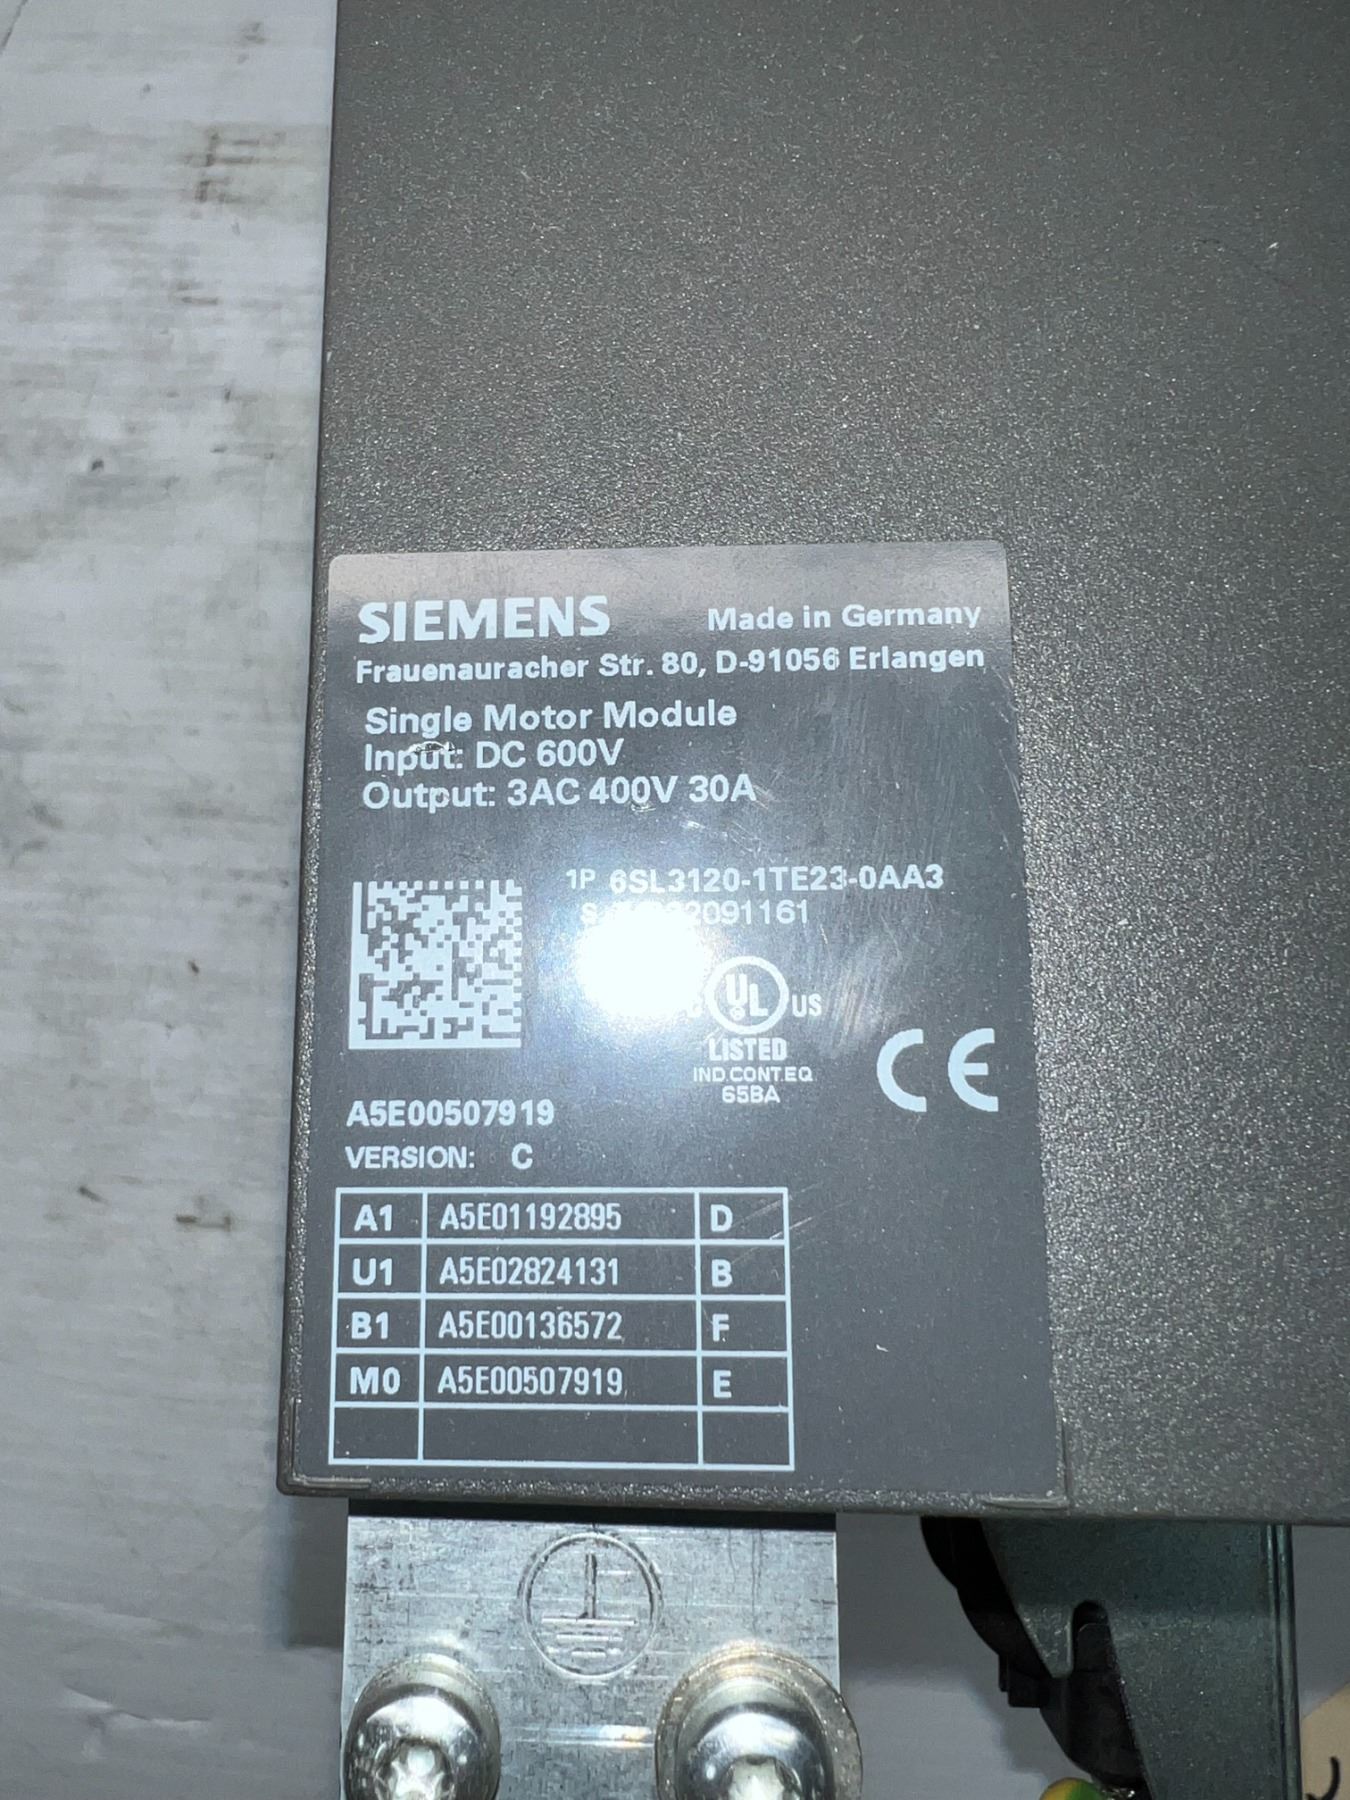 SIEMENS Made in Germany
Frauenauracher Str. 80, D-91056 Erlangen
Single Motor Module
Input: DC 600V
Output: 3AC 400V 30A
1P 6SL3120-1TE23-0AA3
UL US
LISTED
IND.CONT.EQ
65BA
CE
A5E00507919
VERSION: C
A1 A5E01192895 D
U1 A5E02824131 B
B1 A5E00136572 F
M0 A5E00507919 E